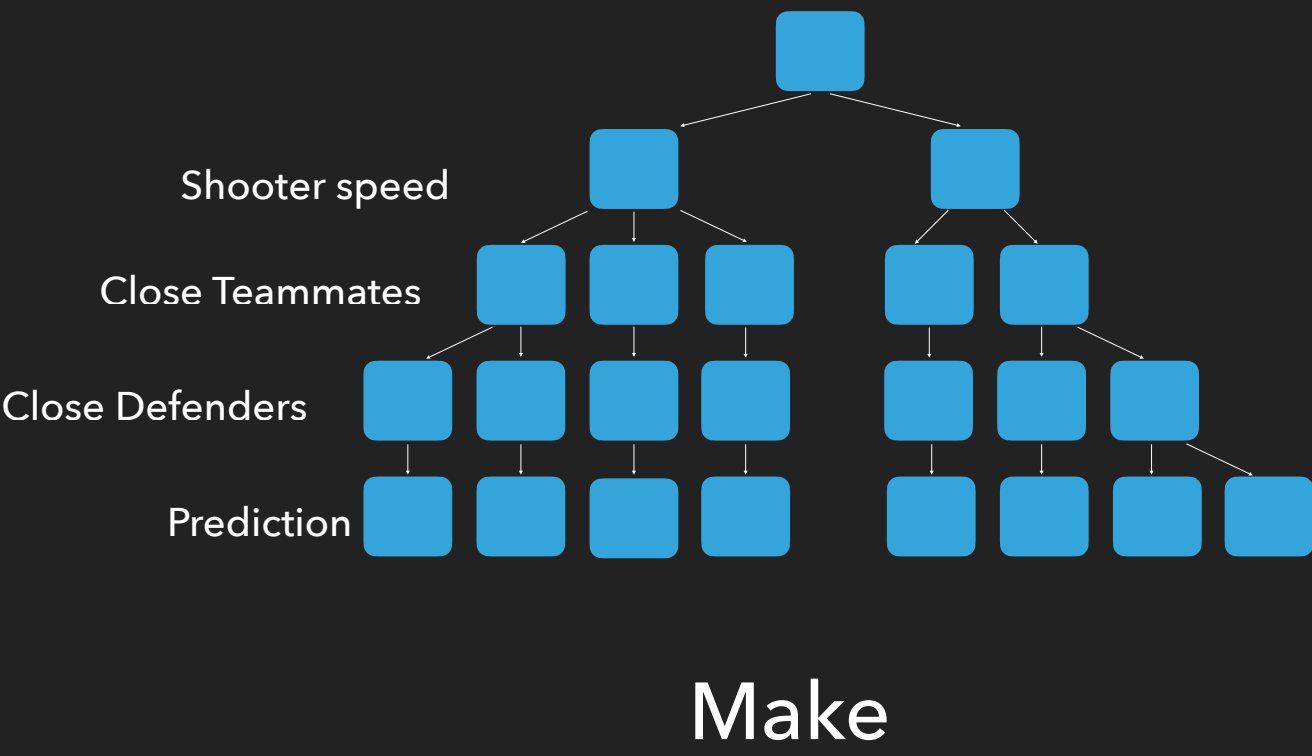 Shooter speed
Close Teammates
Close Defenders
Prediction
Make